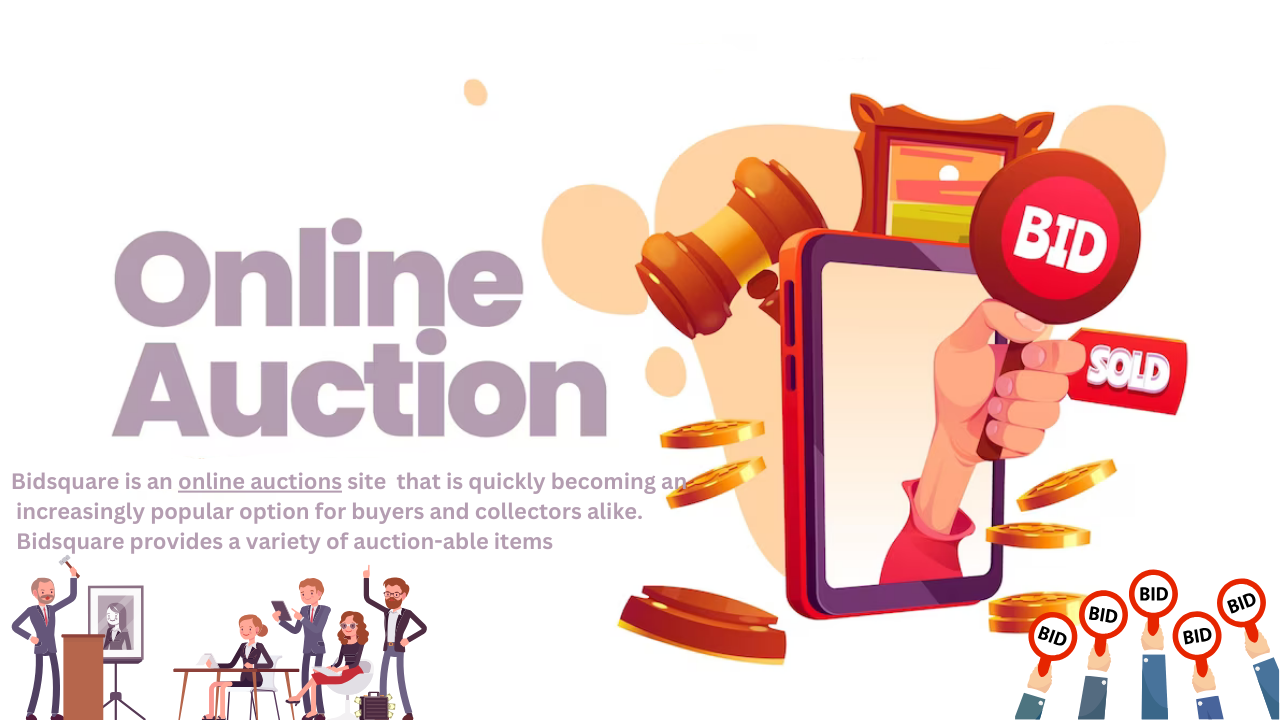 Online
Auction
Bidsquare is an online auctions site that is quickly becoming an
increasingly popular option for buyers and collectors alike.
Bidsquare provides a variety of auction-able items
BID
SOLD
BID
BID
BID
BID
BID